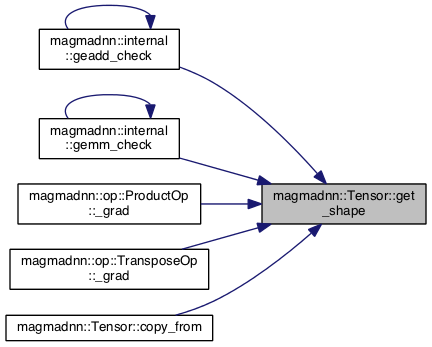 magmadnn::internal
::geadd_check
magmadnn::internal
::gemm_check
magmadnn::op::ProductOp
::_grad
magmadnn::Tensor::get
_shape
magmadnn::op::TransposeOp
::_grad
magmadnn::Tensor::copy_from